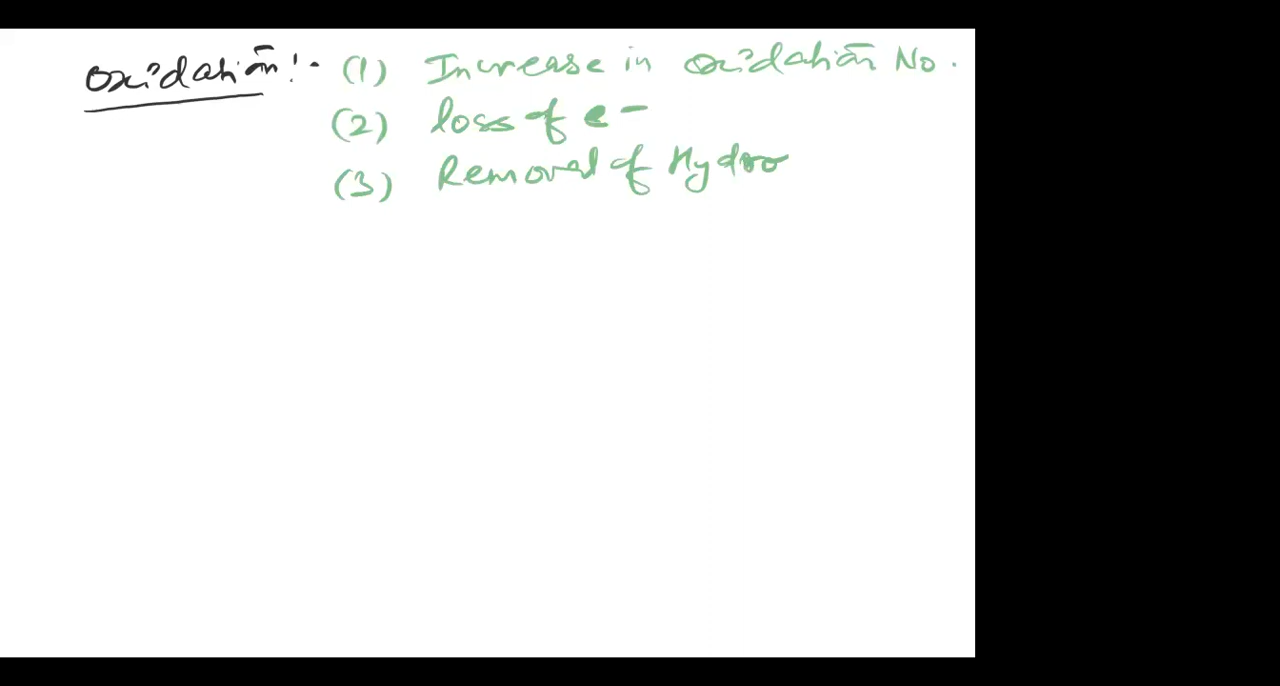 Oxidation :- (1) Increase in Oxidation No.
(2) loss of e-
(3) Removal of Hydro